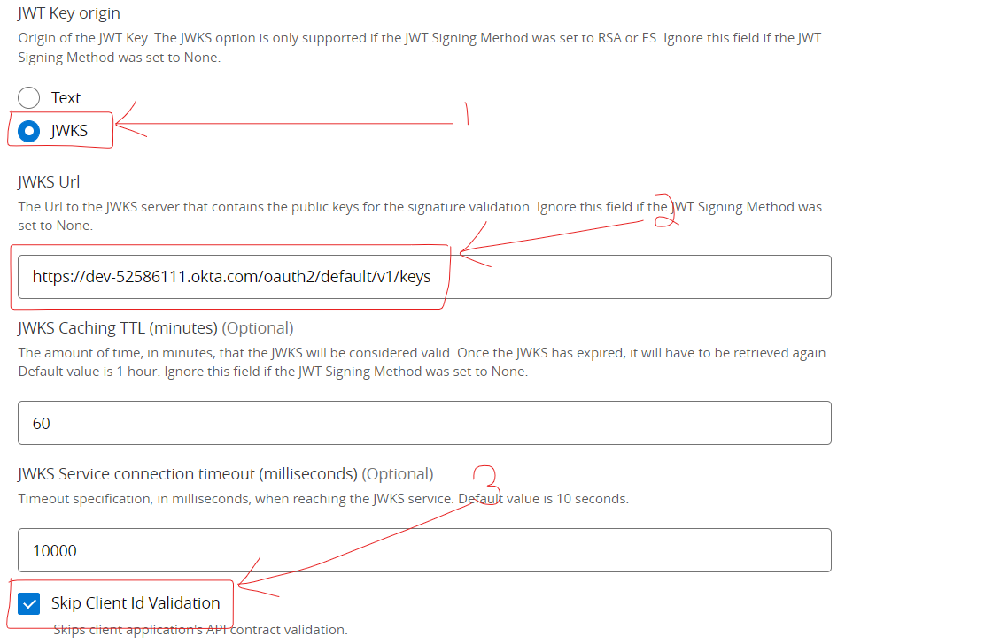 JWT Key origin
Origin of the JWT Key. The JWKS option is only supported if the JWT Signing Method was set to RSA or ES. Ignore this field if the JWT
Signing Method was set to None.
Text
JWKS
1
JWKS Url
The Url to the JWKS server that contains the public keys for the signature validation. Ignore this field if the JWT Signing Method was
set to None.
2
https://dev-52586111.okta.com/oauth2/default/v1/keys
JWKS Caching TTL (minutes) (Optional)
The amount of time, in minutes, that the JWKS will be considered valid. Once the JWKS has expired, it will have to be retrieved again.
Default value is 1 hour. Ignore this field if the JWT Signing Method was set to None.
60
JWKS Service connection timeout (milliseconds) (Optional)
3
Timeout specification, in milliseconds, when reaching the JWKS service. Default value is 10 seconds.
10000
Skip Client Id Validation
Skips client application's API contract validation.